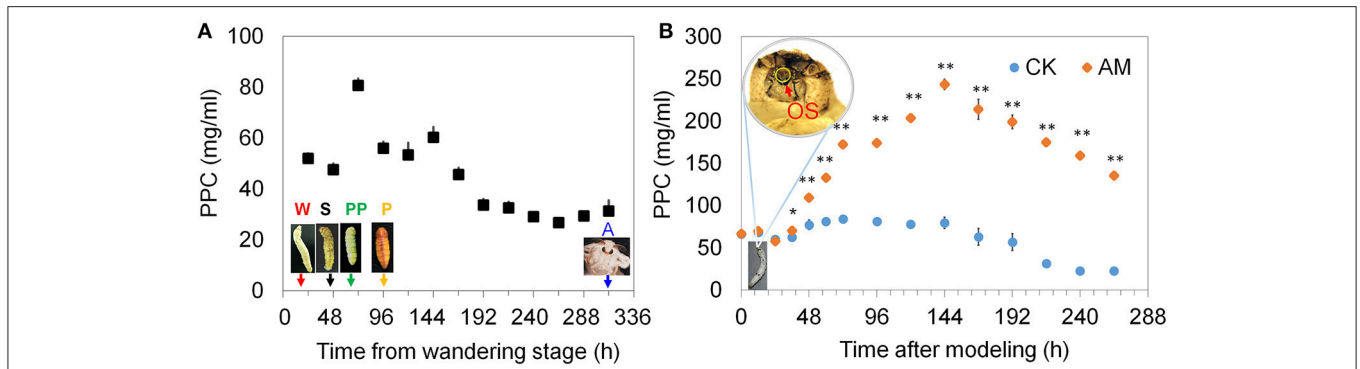 A
PPC (mg/ml)
100
80
60
40
20
0
W S PP P
A
0 48 96 144 192 240 288 336
Time from wandering stage (h)
B
PPC (mg/ml)
300
250
200
150
100
50
0
CK AM
OS
** ** ** ** ** ** ** ** ** ** ** ** *
0 48 96 144 192 240 288
Time after modeling (h)